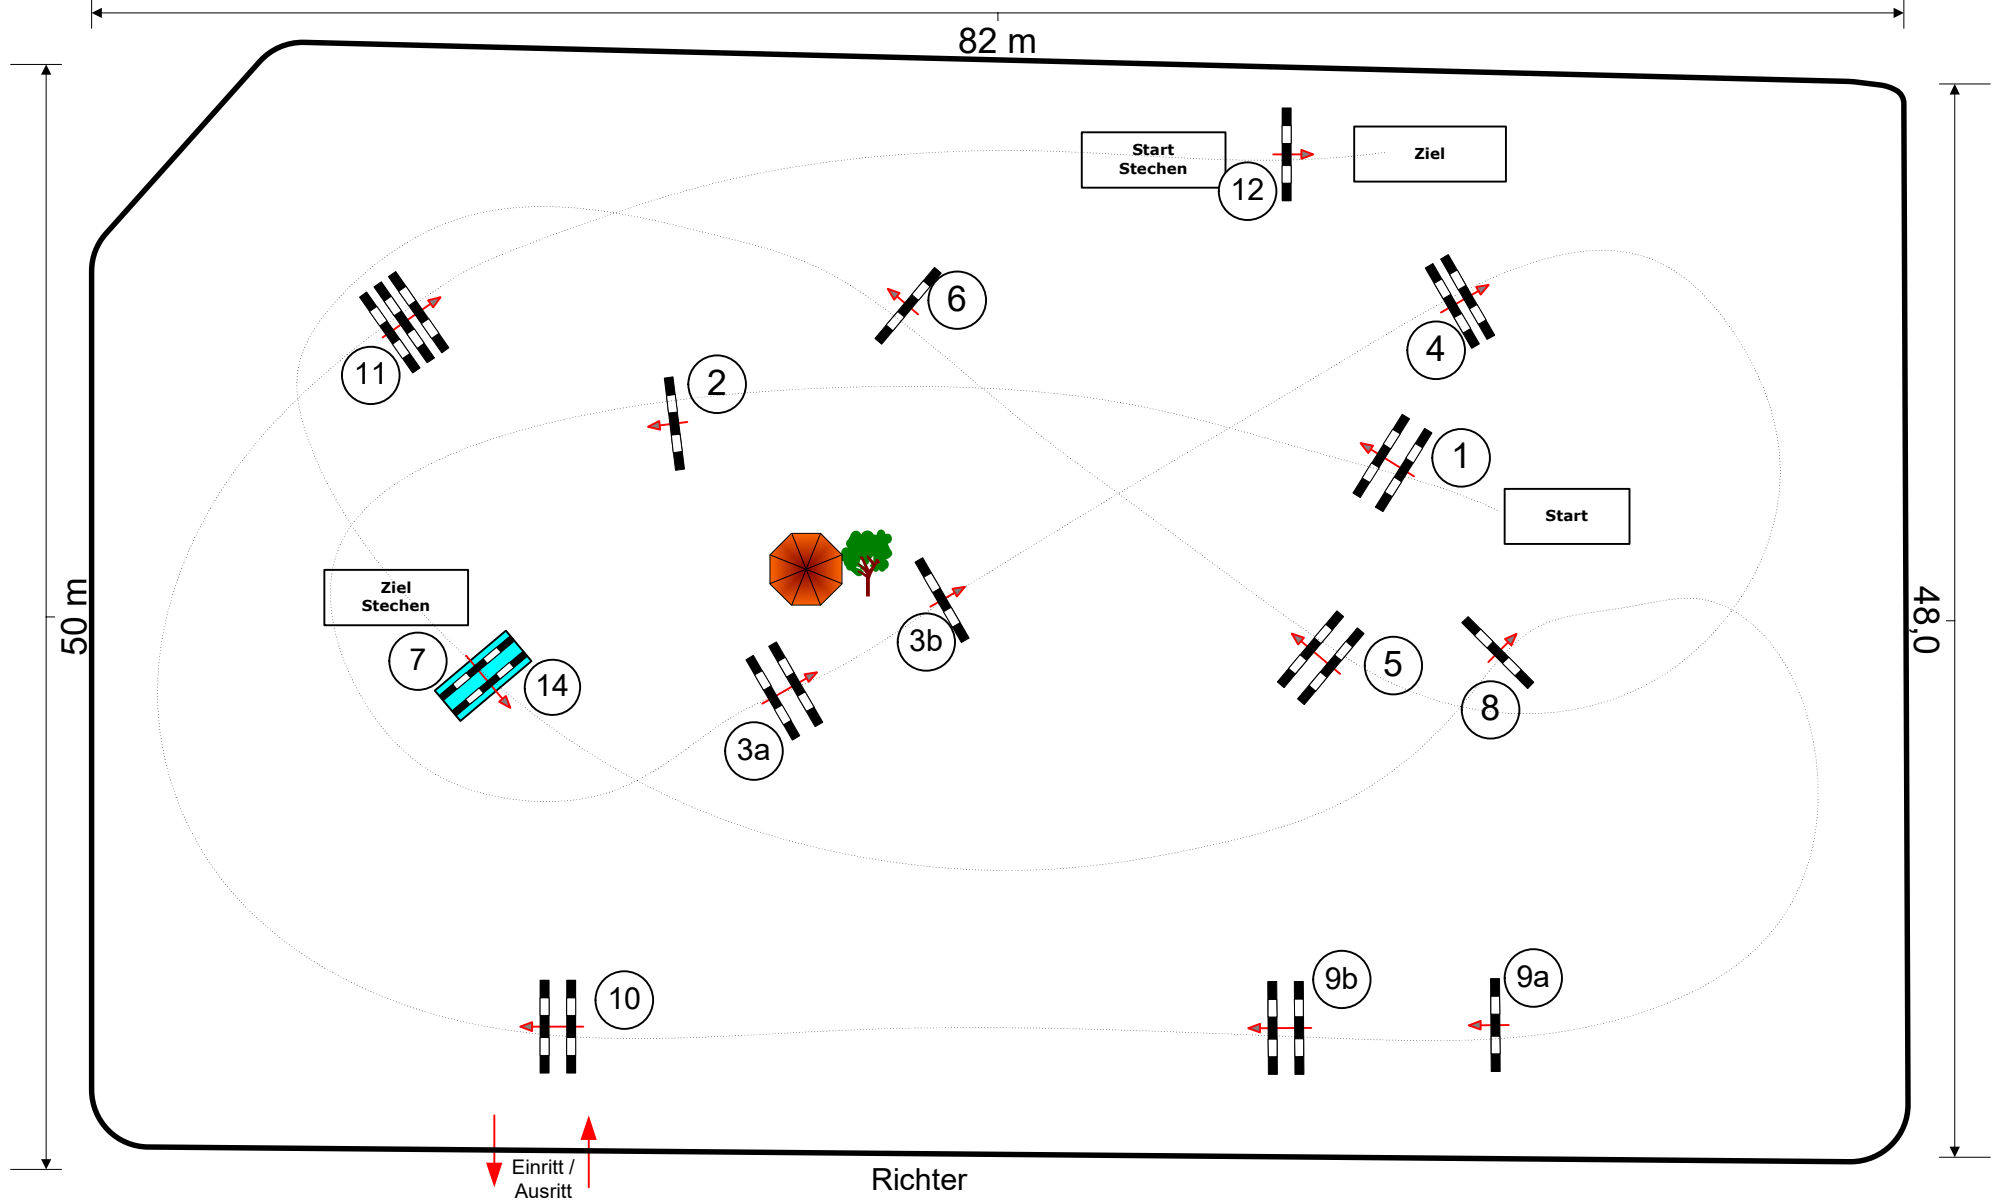 82 m
Start
Stechen
Ziel
12
6
4
11
2
1
Start
50 m
48,0
Ziel
Stechen
3b
7
14
5
8
3a
10
9b
9a
Einritt /
Ausritt
Richter